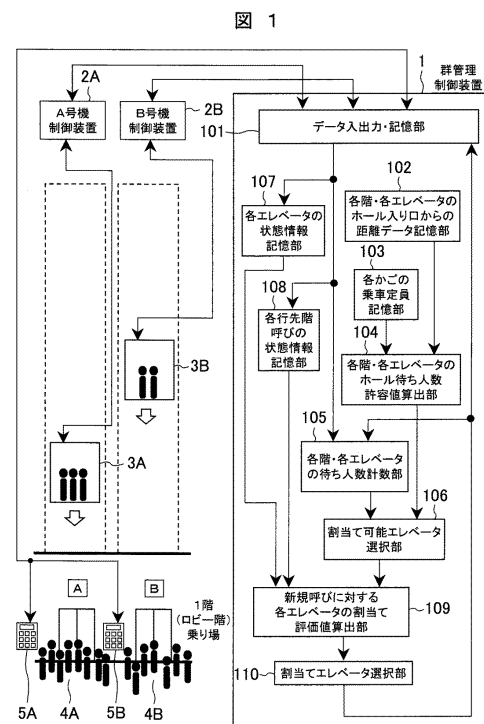 図 1
1
群管理
制御装置
2A
A号機
制御装置
B号機
制御装置
2B
101
データ入出力・記憶部
107
各エレベータの
状態情報
記憶部
102
各階・各エレベータの
ホール入り口からの
距離データ記憶部
103
各かごの
乗車定員
記憶部
108
各行先階
呼びの
状態情報
記憶部
104
各階・各エレベータの
ホール待ち人数
許容値算出部
3B
3A
105
各階・各エレベータ
の待ち人数計数部
106
割当て可能エレベータ
選択部
A
B
1階
(ロビー階)
乗り場
新規呼びに対する
各エレベータの割当て
評価値算出部
109
110
割当てエレベータ選択部
5A
4A
5B
4B